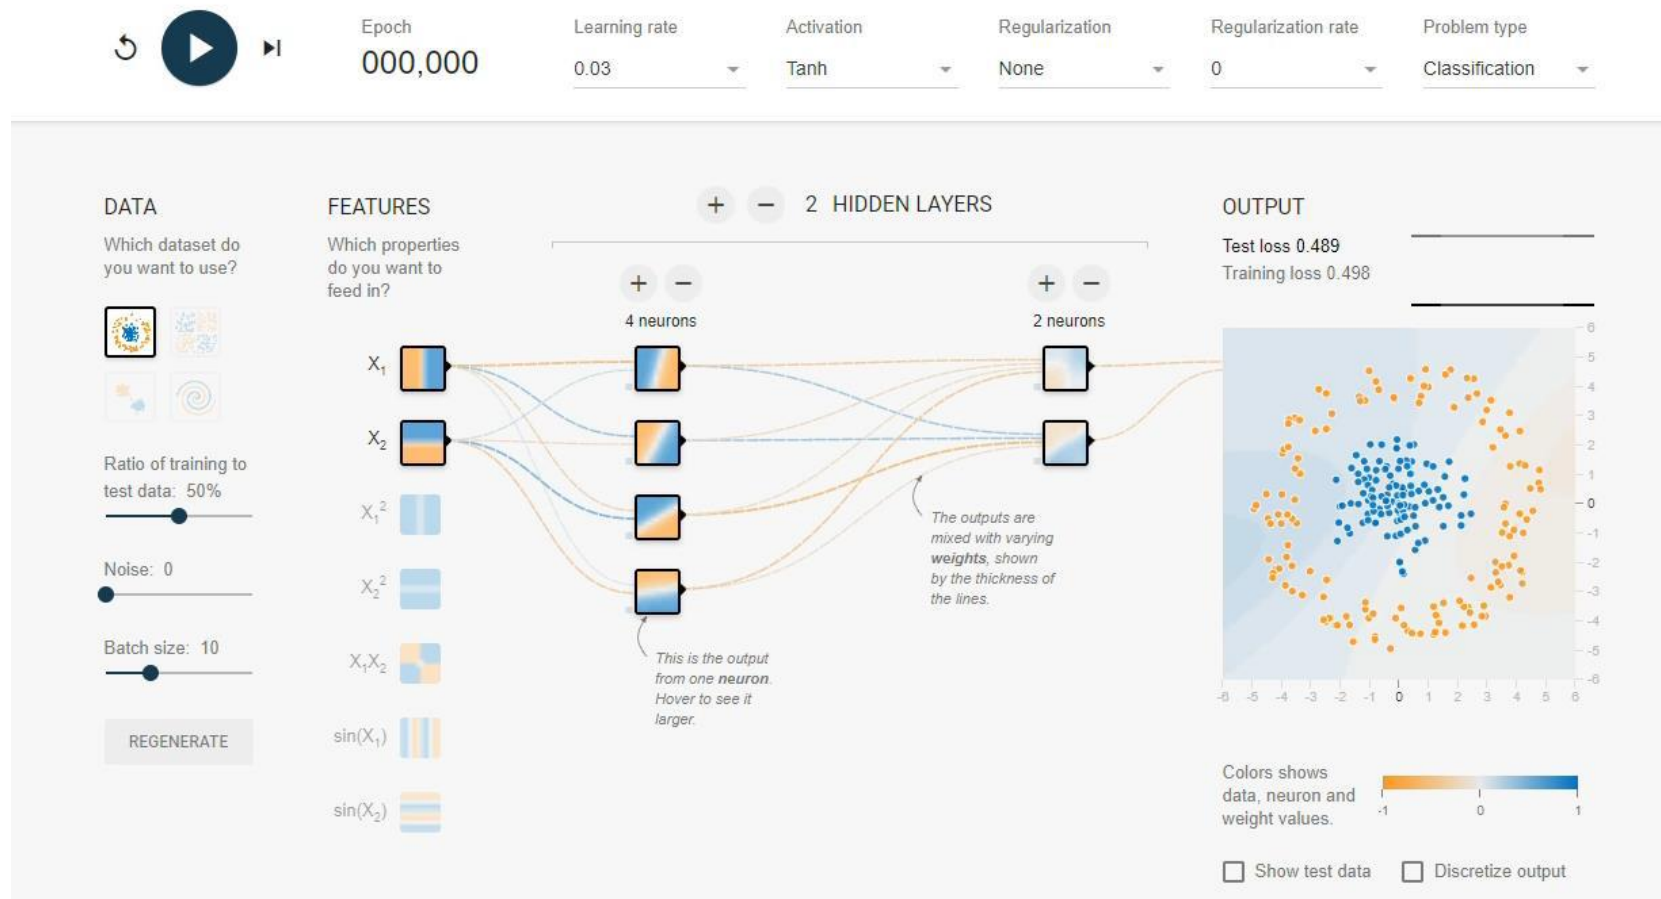 Epoch
000,000
Learning rate
0.03
Activation
Tanh
Regularization
None
Regularization rate
0
Problem type
Classification
DATA
Which dataset do
you want to use?
Ratio of training to
test data: 50%
Noise: 0
Batch size: 10
REGENERATE
FEATURES
Which properties
do you want to
feed in?
X₁
X₂
X₁²
X₂²
X₁X₂
sin(X₁)
sin(X₂)
+ − 2 HIDDEN LAYERS
+ −
4 neurons
+ −
2 neurons
The outputs are
mixed with varying
weights, shown
by the thickness of
the lines.
This is the output
from one neuron.
Hover to see it
larger.
OUTPUT
Test loss 0.489
Training loss 0.498
6
5
4
3
2
1
0
-1
-2
-3
-4
-5
-6
-6 -5 -4 -3 -2 -1 0 1 2 3 4 5 6
Colors shows
data, neuron and
weight values.
-1 0 1
Show test data
Discretize output